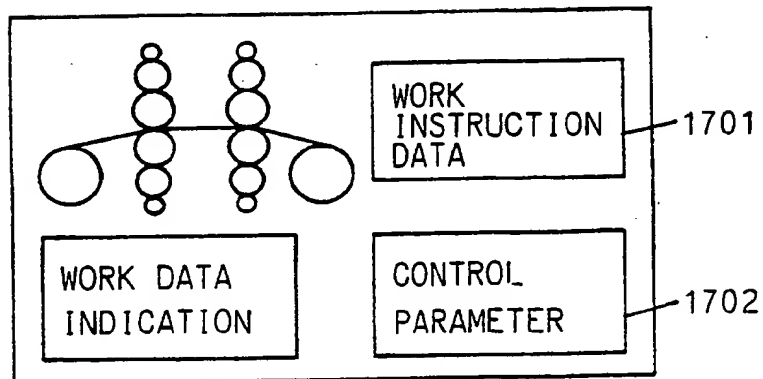 WORK
INSTRUCTION
DATA
1701
WORK DATA
INDICATION
CONTROL
PARAMETER
1702